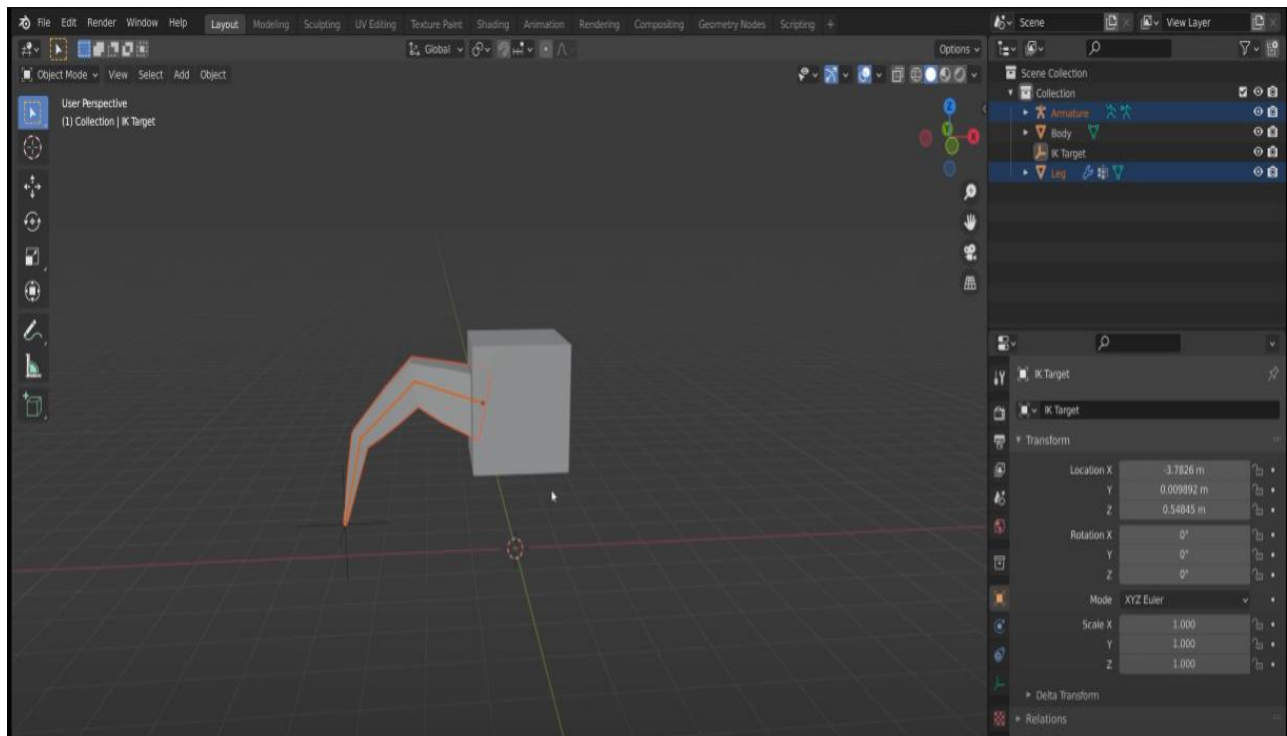 File Edit Render Window Help Layout Modeling Sculpting UV Editing Texture Paint Shading Animation Rendering Compositing Geometry Nodes Scripting + Scene View Layer
Global Options
Object Mode View Select Add Object
User Perspective
(1) Collection | IK Target
Z
Y
X
Scene Collection
Collection
Armature
Body
IK Target
Leg
IK Target
IK Target
Transform
Location X -3.7826 m
Y 0.009892 m
Z 0.54845 m
Rotation X 0°
Y 0°
Z 0°
Mode XYZ Euler
Scale X 1.000
Y 1.000
Z 1.000
Delta Transform
Relations